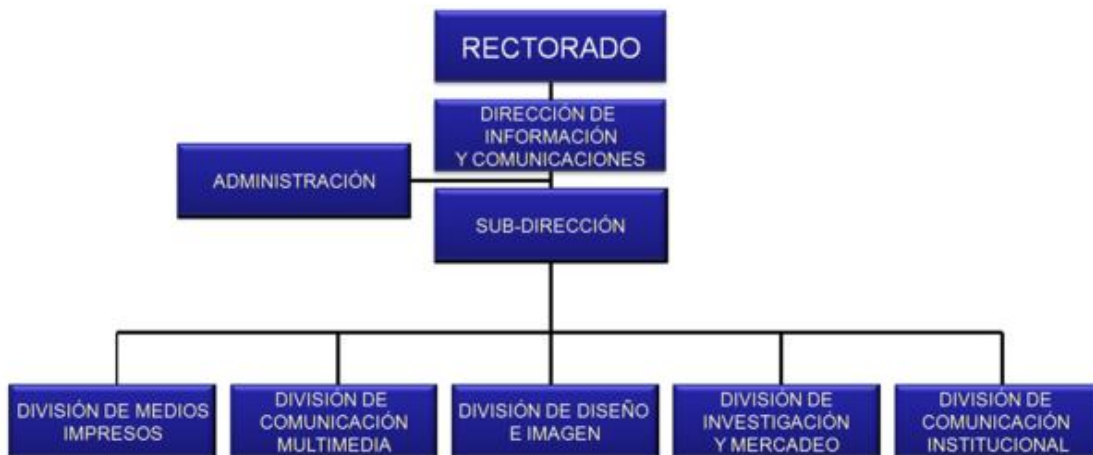 RECTORADO
DIRECCIÓN DE
INFORMACIÓN
Y COMUNICACIONES
ADMINISTRACIÓN
SUB-DIRECCIÓN
DIVISIÓN DE MEDIOS
IMPRESOS
DIVISIÓN DE
COMUNICACIÓN
MULTIMEDIA
DIVISIÓN DE DISEÑO
E IMAGEN
DIVISIÓN DE
INVESTIGACIÓN
Y MERCADEO
DIVISIÓN DE
COMUNICACIÓN
INSTITUCIONAL